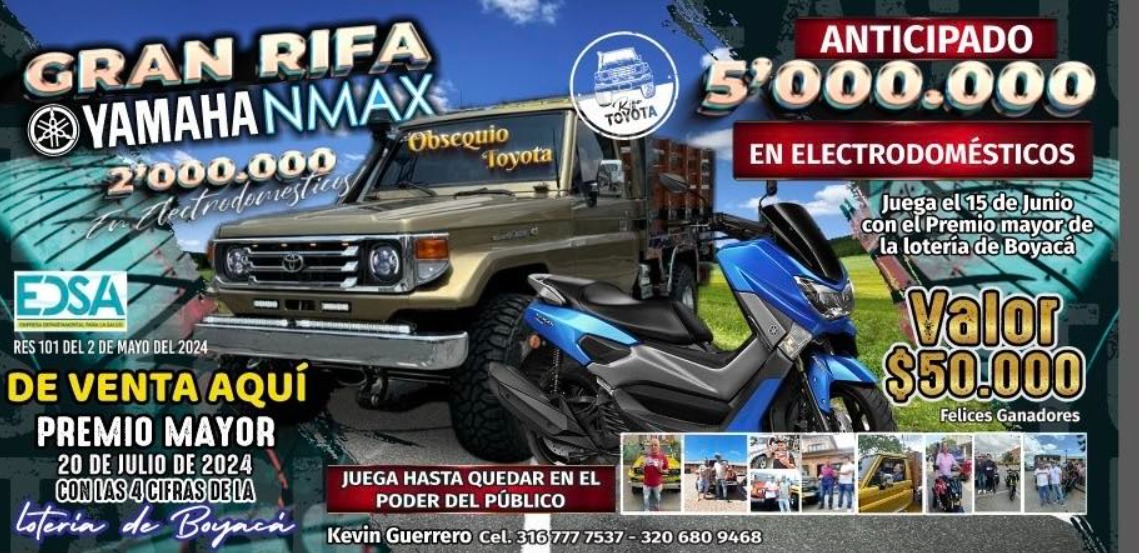 GRAN RIFA
YAMAHA NMAX
2'000.000
En Electrodomesticos
Obsequio
Toyota
Rifa
TOYOTA
ANTICIPADO
5'000.000
EN ELECTRODOMÉSTICOS
Juega el 15 de Junio
con el Premio mayor de
la lotería de Boyacá
Valor
$50.000
Felices Ganadores
EDSA
EMPRESA DEPARTAMENTAL PARA LA SALUD
RES 101 DEL 2 DE MAYO DEL 2024
DE VENTA AQUÍ
PREMIO MAYOR
20 DE JULIO DE 2024
CON LAS 4 CIFRAS DE LA
lotería de Boyacá
JUEGA HASTA QUEDAR EN EL
PODER DEL PÚBLICO
Kevin Guerrero Cel. 316 777 7537 - 320 680 9468